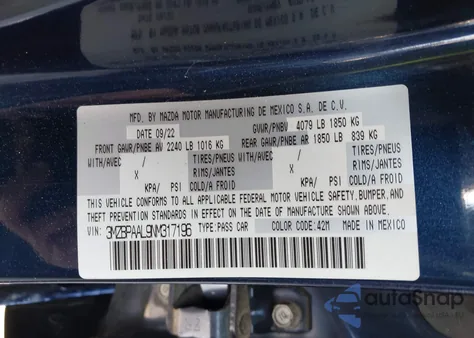 MFD. BY MAZDA MOTOR MANUFACTURING DE MEXICO S.A. DE C.V.
DATE 09/22 GVWR/PNBV 4079 LB 1850 KG
FRONT GAWR/PNBE AV 2240 LB 1016 KG REAR GAWR/PNBE AR 1850 LB 839 KG
WITH/AVEC / TIRES/PNEUS WITH/AVEC / TIRES/PNEUS
X RIMS/JANTES X RIMS/JANTES
KPA/ PSI COLD/A FROID KPA/ PSI COLD/A FROID
THIS VEHICLE CONFORMS TO ALL APPLICABLE FEDERAL MOTOR VEHICLE SAFETY, BUMPER, AND
THEFT PREVENTION STANDARDS IN EFFECT ON THE DATE OF MANUFACTURE SHOWN ABOVE.
VIN: 3MZBPAAL9NM317196 TYPE: PASS CAR COLOR CODE: 42M MADE IN MEXICO
autoSnap